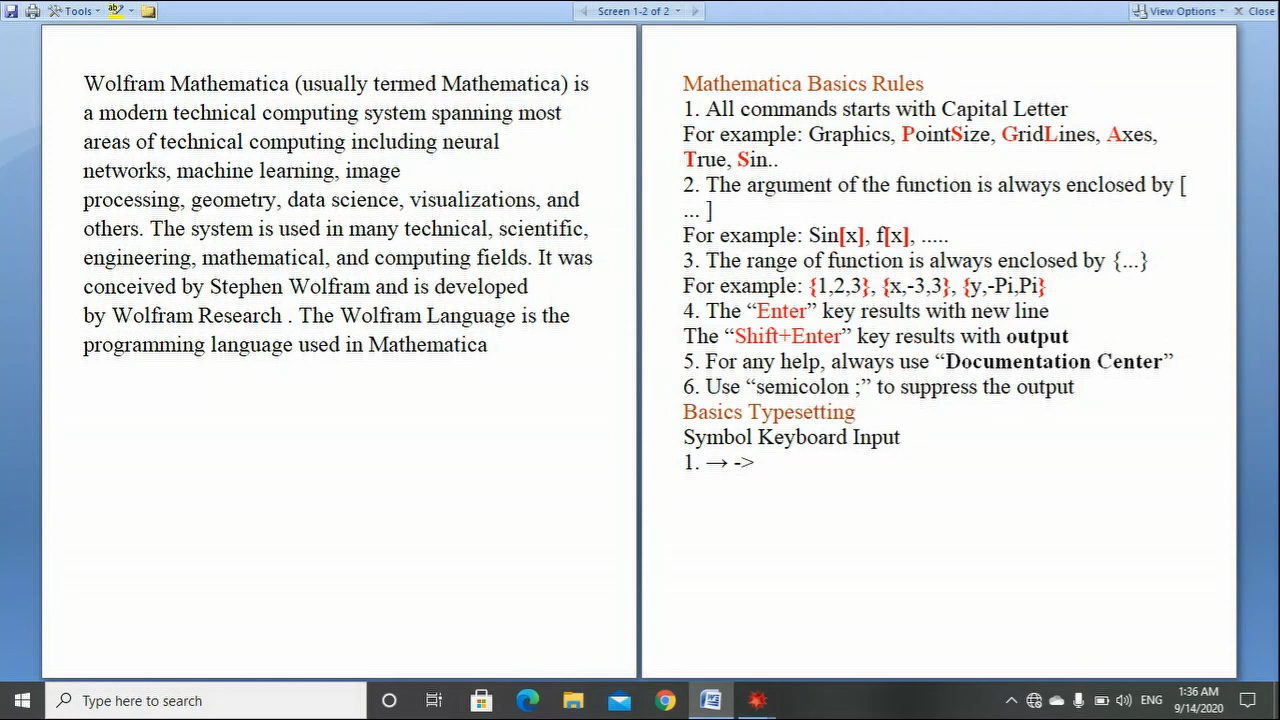 Tools
Screen 1-2 of 2
View Options
Close
Wolfram Mathematica (usually termed Mathematica) is
a modern technical computing system spanning most
areas of technical computing including neural
networks, machine learning, image
processing, geometry, data science, visualizations, and
others. The system is used in many technical, scientific,
engineering, mathematical, and computing fields. It was
conceived by Stephen Wolfram and is developed
by Wolfram Research . The Wolfram Language is the
programming language used in Mathematica
Mathematica Basics Rules
1. All commands starts with Capital Letter
For example: Graphics, PointSize, GridLines, Axes,
True, Sin..
2. The argument of the function is always enclosed by [
... ]
For example: Sin[x], f[x], .....
3. The range of function is always enclosed by {...}
For example: {1,2,3}, {x,-3,3}, {y,-Pi,Pi}
4. The “Enter” key results with new line
The “Shift+Enter” key results with output
5. For any help, always use “Documentation Center”
6. Use “semicolon ;” to suppress the output
Basics Typesetting
Symbol Keyboard Input
1. → ->
Type here to search
ENG
1:36 AM
9/14/2020